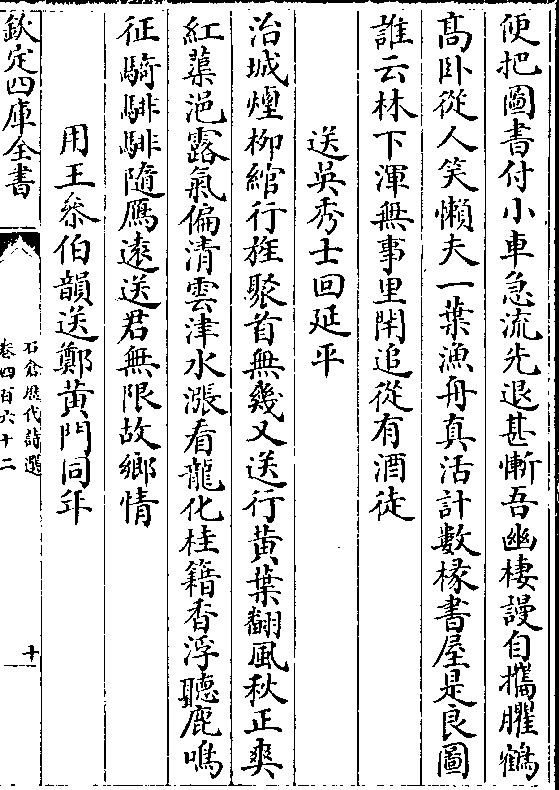 便把圖書付小車急流先退甚慚吾幽棲謾自攜臞鶴
高卧從人笑懶夫一葉漁舟真活計數椽書屋是良圖
誰云林下渾無事里閈追從有酒徒
送吳秀士回延平
治城煙柳綰行旌聚首無幾又送行黄葉翻風秋正爽
紅蕖浥露氣偏清雲津水漲看龍化桂籍香浮聽鹿鳴
征騎騑騑隨鴈遠送君無限故鄉情
用王叅伯韻送鄭黄門同年
欽定四庫全書
石倉歷代詩選
卷四百六十二
十